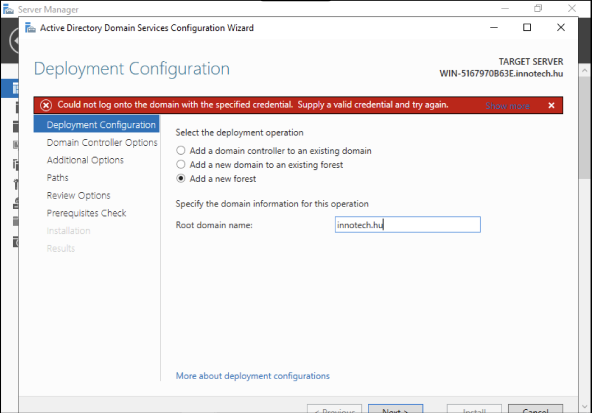 Server Manager
Active Directory Domain Services Configuration Wizard
Deployment Configuration
TARGET SERVER
WIN-5167970B63E.innotech.hu
Could not log onto the domain with the specified credential. Supply a valid credential and try again.
Show more
Deployment Configuration
Domain Controller Options
Additional Options
Paths
Review Options
Prerequisites Check
Installation
Results
Select the deployment operation
Add a domain controller to an existing domain
Add a new domain to an existing forest
Add a new forest
Specify the domain information for this operation
Root domain name:
innotech.hu
More about deployment configurations
< Previous
Next >
Install
Cancel